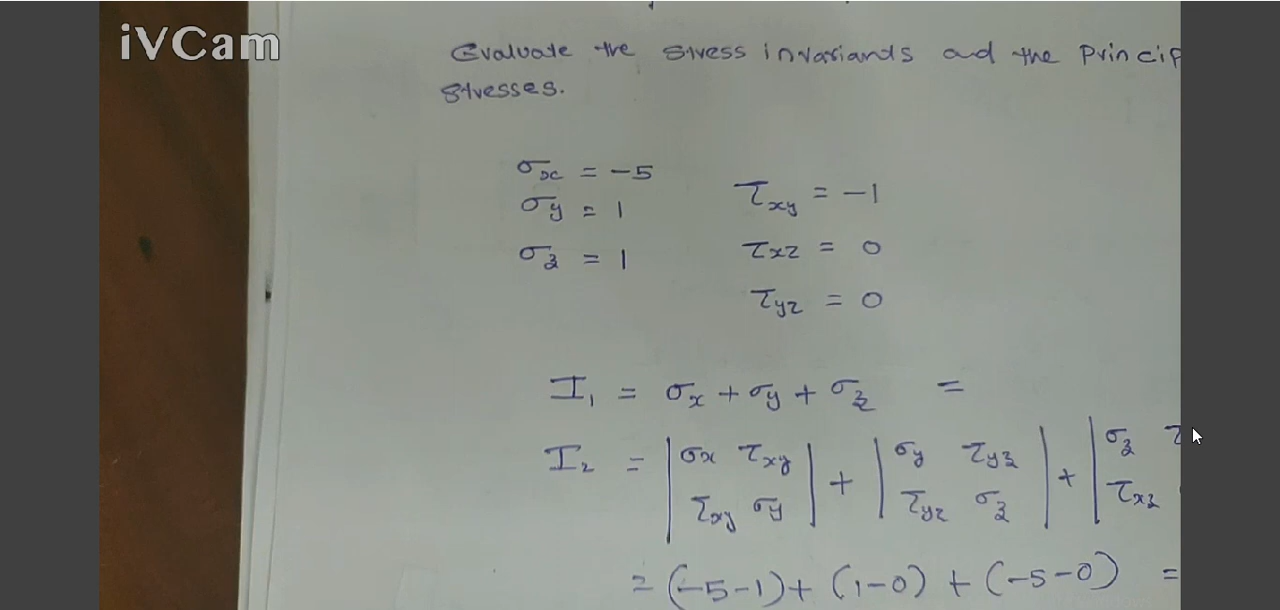 iVCam
Evaluate the stress invariands and the Princip
stresses.
σx = -5
σy = 1
σz = 1
τxy = -1
τxz = 0
τyz = 0
I₁ = σx + σy + σz =
I₂ = |σx τxy| + |σy τyz| + |σz τ
|τxy σy| |τyz σz| |τxz
= (-5-1) + (1-0) + (-5-0) =